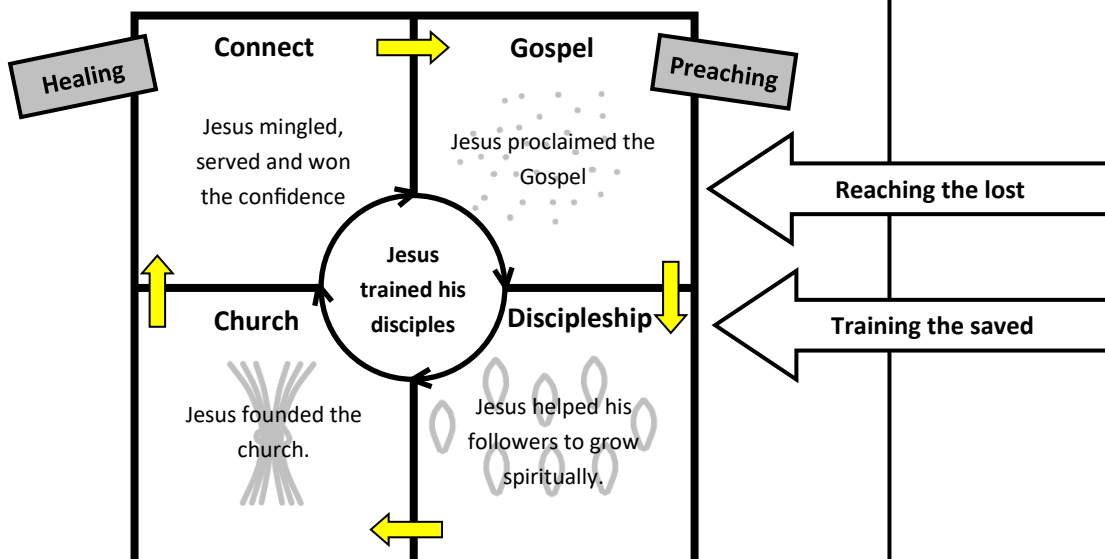 Connect
Gospel
Healing
Preaching
Jesus mingled,
served and won
the confidence
Jesus proclaimed the
Gospel
Reaching the lost
Jesus
trained his
disciples
Church
Discipleship
Training the saved
Jesus founded the
church.
Jesus helped his
followers to grow
spiritually.